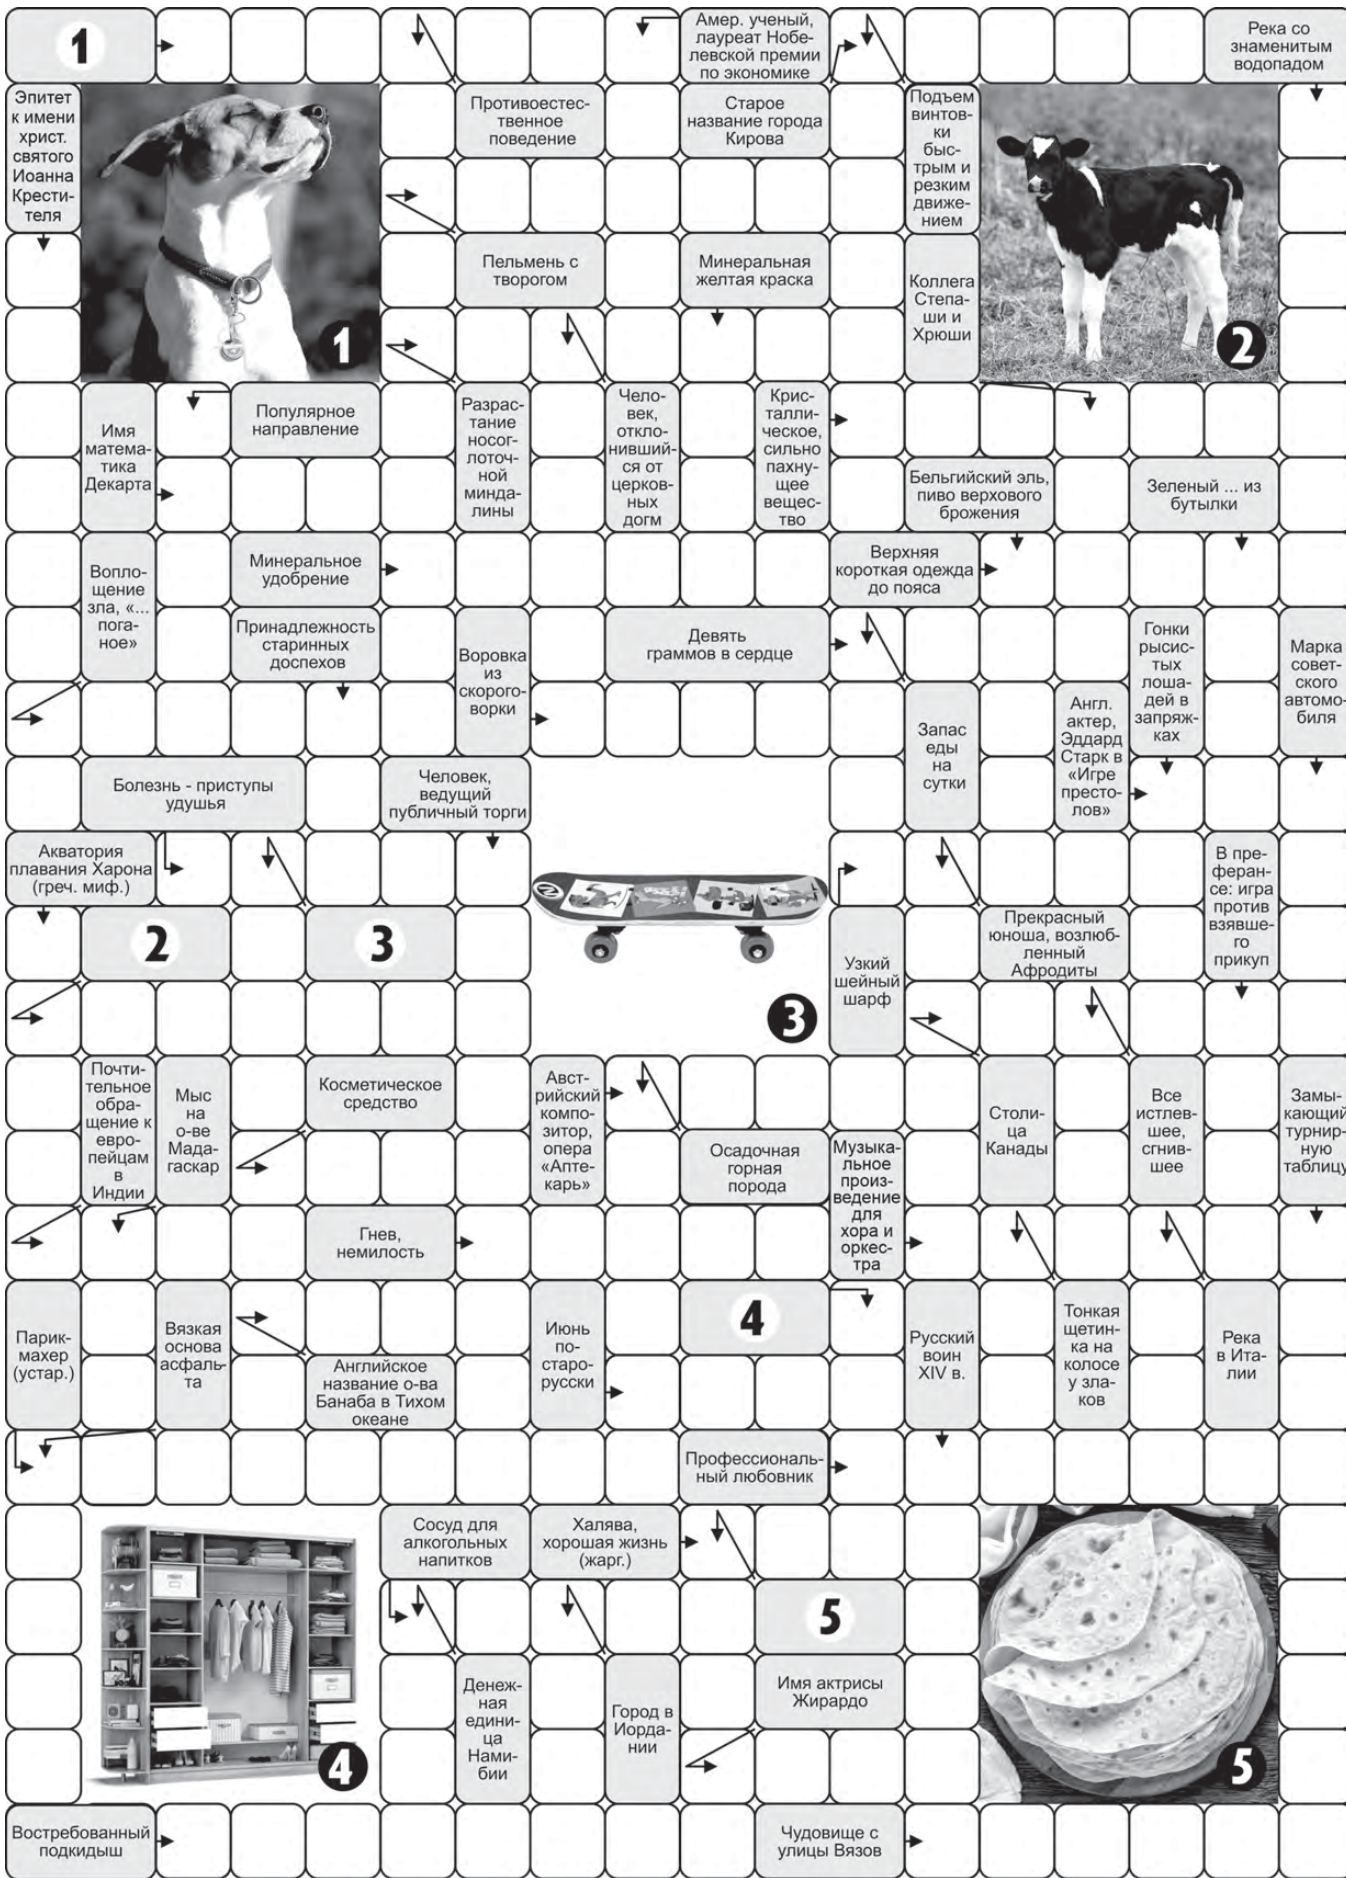 1
Амер. ученый,
лауреат Нобе-
левской премии
по экономике
Река со
знаменитым
водопадом
Эпитет
к имени
христ.
святого
Иоанна
Крести-
теля
Противоестес-
твенное
поведение
Старое
название города
Кирова
Подъем
винтов-
ки
быс-
трым и
резким
движе-
нием
Пельмень с
творогом
Минеральная
желтая краска
Коллега
Степа-
ши и
Хрюши
1
2
Имя
матема-
тика
Декарта
Популярное
направление
Разрас-
тание
носог-
лоточ-
ной
минда-
лины
Чело-
век,
откло-
нивший-
ся от
церков-
ных
догм
Крис-
талли-
ческое,
сильно
пахну-
щее
вещес-
тво
Бельгийский эль,
пиво верхового
брожения
Зеленый ... из
бутылки
Вопло-
щение
зла, «...
пога-
ное»
Минеральное
удобрение
Верхняя
короткая одежда
до пояса
Принадлежность
старинных
доспехов
Воровка
из
скорого-
ворки
Девять
граммов в сердце
Гонки
рысис-
тых
лоша-
дей в
запряж-
ках
Марка
совет-
ского
автомо-
биля
Запас
еды
на
сутки
Англ.
актер,
Эддард
Старк в
«Игре
престо-
лов»
Болезнь - приступы
удушья
Человек,
ведущий
публичный торги
Акватория
плавания Харона
(греч. миф.)
В пре-
феран-
се: игра
против
взявше-
го
прикуп
2
3
Узкий
шейный
шарф
Прекрасный
юноша, возлюб-
ленный
Афродиты
3
Почти-
тельное
обра-
щение к
евро-
пейцам
в
Индии
Мыс
на
о-ве
Мада-
гаскар
Косметическое
средство
Авст-
рийский
компо-
зитор,
опера
«Апте-
карь»
Осадочная
горная
порода
Музыка-
льное
произ-
ведение
для
хора и
оркес-
тра
Столи-
ца
Канады
Все
истлев-
шее,
сгнив-
шее
Замы-
кающий
турнир-
ную
таблицу
Гнев,
немилость
Парик-
махер
(устар.)
Вязкая
основа
асфаль-
та
Английское
название о-ва
Банаба в Тихом
океане
Июнь
по-
старо-
русски
4
Русский
воин
XIV в.
Тонкая
щетин-
ка на
колосе
у зла-
ков
Река
в Ита-
лии
Профессиональ-
ный любовник
Сосуд для
алкогольных
напитков
Халява,
хорошая жизнь
(жарг.)
5
Денеж-
ная
едини-
ца
Нами-
бии
Город в
Иорда-
нии
Имя актрисы
Жирардо
4
5
Востребованный
подкидыш
Чудовище с
улицы Вязов